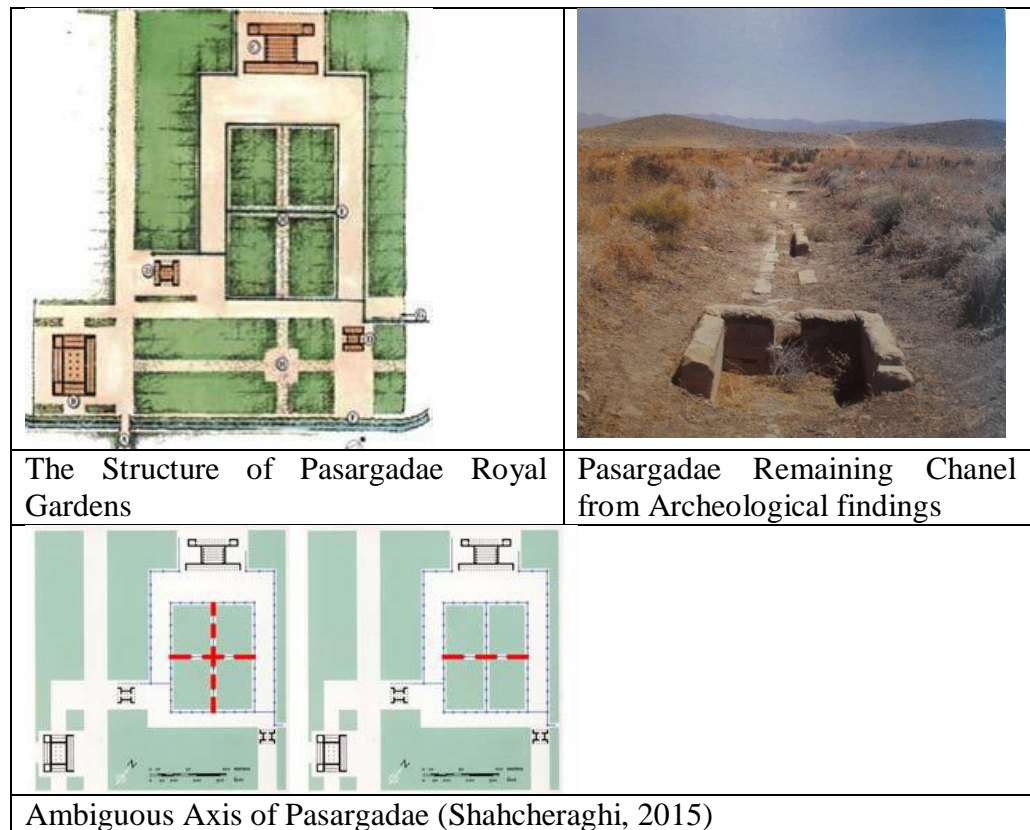 The Structure of Pasargadae Royal
Gardens
Pasargadae Remaining Chanel
from Archeological findings
N
N
Ambiguous Axis of Pasargadae (Shahcheraghi, 2015)